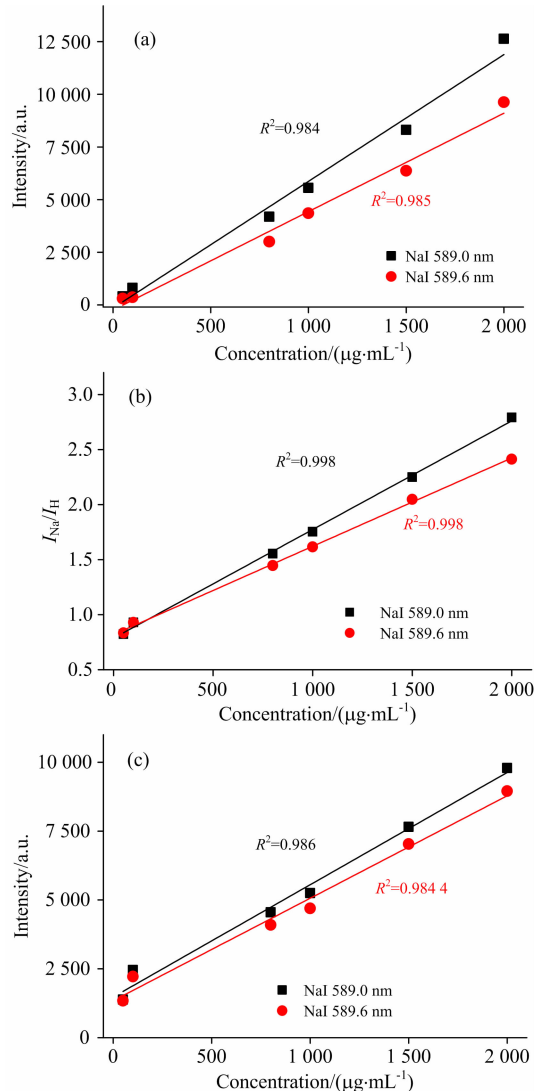 (a)
12 500
10 000
7 500
5 000
2 500
0
Intensity/a.u.
R²=0.984
R²=0.985
NaI 589.0 nm
NaI 589.6 nm
500
1 000
1 500
2 000
Concentration/(μg·mL⁻¹)
(b)
3.0
2.5
2.0
1.5
1.0
0.5
I_Na/I_H
R²=0.998
R²=0.998
NaI 589.0 nm
NaI 589.6 nm
500
1 000
1 500
2 000
Concentration/(μg·mL⁻¹)
(c)
10 000
7 500
5 000
2 500
0
Intensity/a.u.
R²=0.986
R²=0.984 4
NaI 589.0 nm
NaI 589.6 nm
500
1 000
1 500
2 000
Concentration/(μg·mL⁻¹)